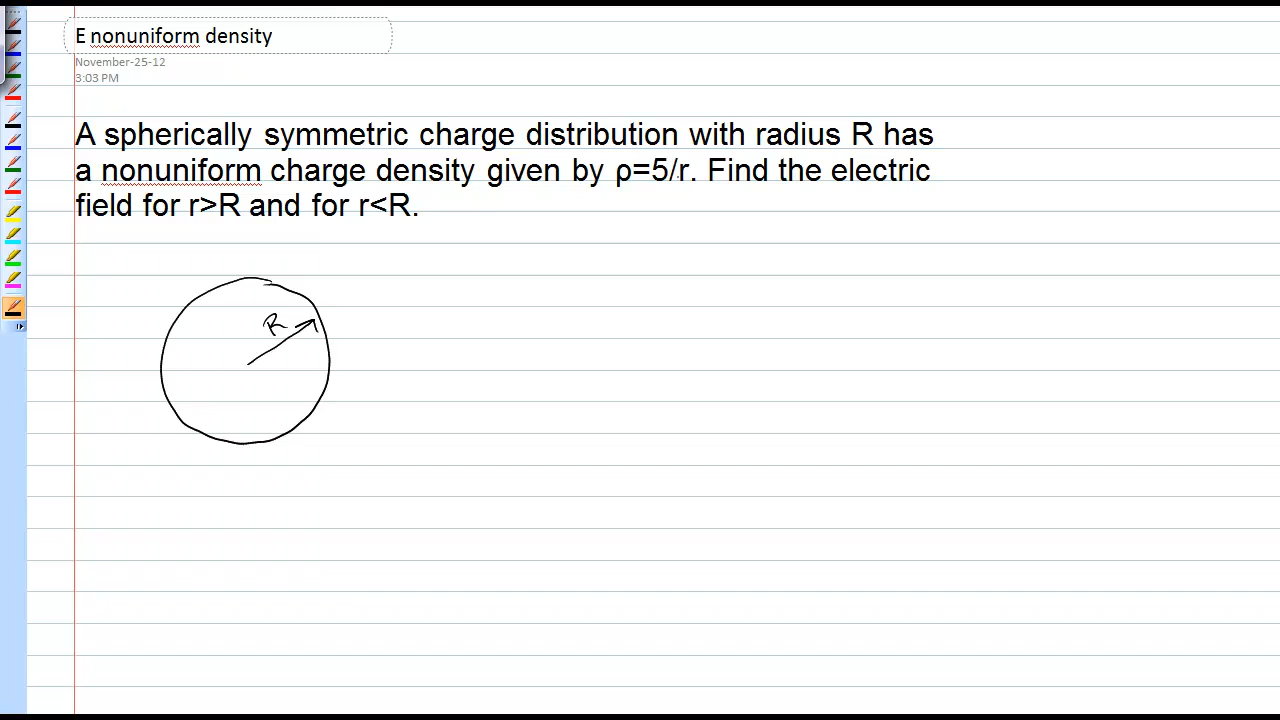 E nonuniform density
November-25-12
3:03 PM
A spherically symmetric charge distribution with radius R has
a nonuniform charge density given by ρ=5/r. Find the electric
field for r>R and for r<R.
R